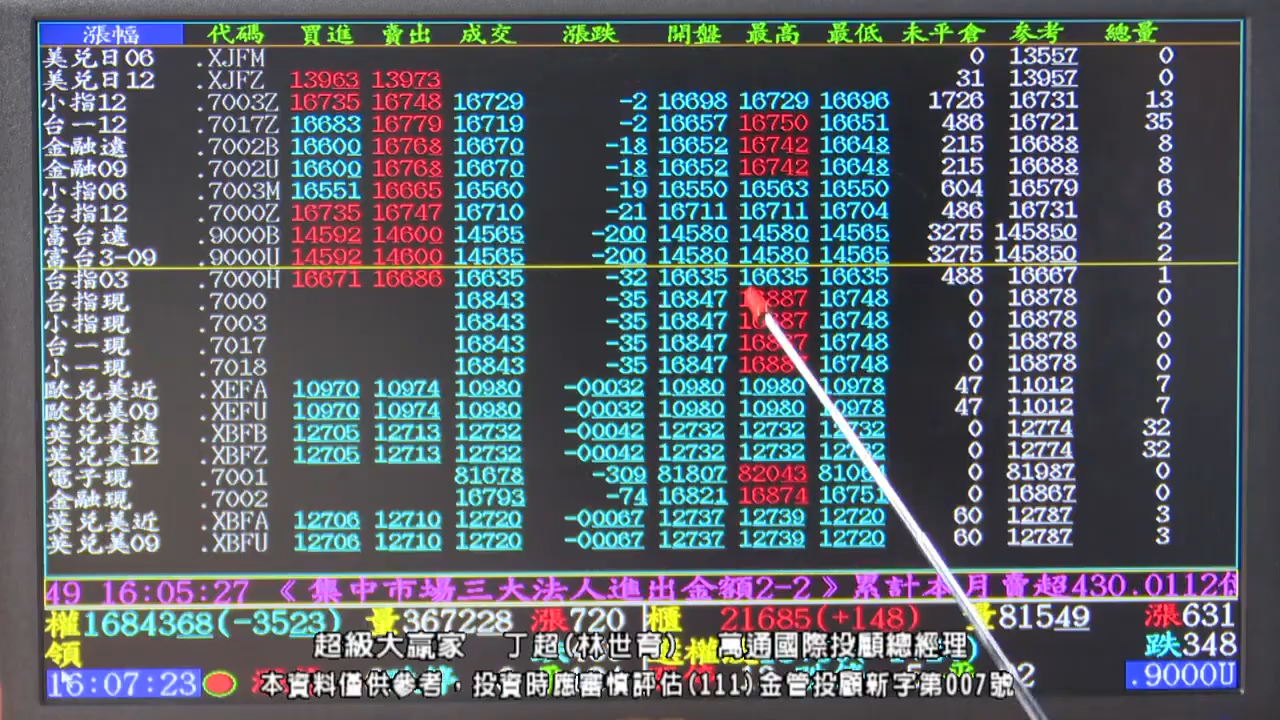 漲幅 代碼 買進 賣出 成交 漲跌 開盤 最高 最低 未平倉 參考 總量
美兌日06 .XJFM 0 13557 0
美兌日12 .XJFZ 13963 13973 31 13957 0
小指12 .7003Z 16735 16748 16729 -2 16698 16729 16696 1726 16731 13
台一12 .7017Z 16683 16779 16719 -2 16657 16750 16651 486 16721 35
金融遠 .7002B 16600 16768 16670 -18 16652 16742 16648 215 16688 8
金融09 .7002U 16600 16768 16670 -18 16652 16742 16648 215 16688 8
小指06 .7003M 16551 16665 16560 -19 16550 16563 16550 604 16579 6
台指12 .7000Z 16735 16747 16710 -21 16711 16711 16704 486 16731 6
富台遠 .9000B 14592 14600 14565 -200 14580 14580 14565 3275 145850 2
富台3-09 .9000U 14592 14600 14565 -200 14580 14580 14565 3275 145850 2
台指03 .7000H 16671 16686 16635 -32 16635 16635 16635 488 16667 1
台指現 .7000 16843 -35 16847 16887 16748 0 16878 0
小指現 .7003 16843 -35 16847 16887 16748 0 16878 0
台一現 .7017 16843 -35 16847 16887 16748 0 16878 0
小一現 .7018 16843 -35 16847 16887 16748 0 16878 0
歐兌美近 .XEFA 10970 10974 10980 -00032 10980 10980 10978 47 11012 7
歐兌美09 .XEFU 10970 10974 10980 -00032 10980 10980 10978 47 11012 7
英兌美遠 .XBFB 12705 12713 12732 -00042 12732 12732 12732 0 12774 32
英兌美12 .XBFZ 12705 12713 12732 -00042 12732 12732 12732 0 12774 32
電子現 .7001 81678 -309 81807 82043 81064 0 81987 0
金融現 .7002 16793 -74 16821 16874 16751 0 16867 0
英兌美近 .XBFA 12706 12710 12720 -00067 12737 12739 12720 60 12787 3
英兌美09 .XBFU 12706 12710 12720 -00067 12737 12739 12720 60 12787 3
49 16:05:27 《集中市場三大法人進出金額2-2》累計本月賣超430.0112億
權1684368(-3523) 量367228 漲720 櫃 21685(+148) 量81549 漲631
領 跌348
超級大贏家 丁超(林世育) 萬通國際投顧總經理
16:07:23 .9000U
本資料僅供參考,投資時應審慎評估(111)金管投顧新字第007號